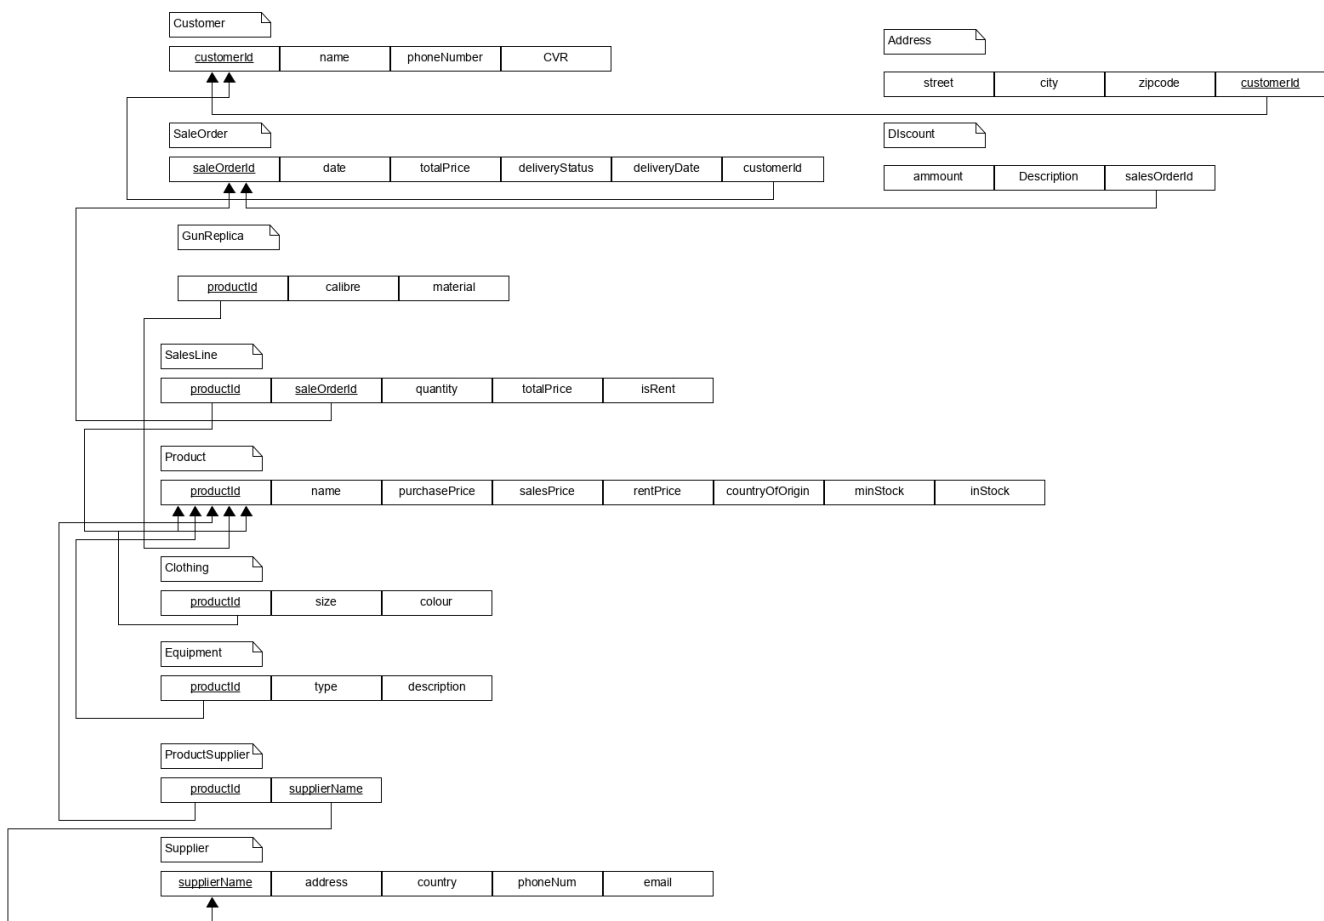 Customer
customerId name phoneNumber CVR
Address
street city zipcode customerId
SaleOrder
saleOrderId date totalPrice deliveryStatus deliveryDate customerId
DIscount
ammount Description salesOrderId
GunReplica
productId calibre material
SalesLine
productId saleOrderId quantity totalPrice isRent
Product
productId name purchasePrice salesPrice rentPrice countryOfOrigin minStock inStock
Clothing
productId size colour
Equipment
productId type description
ProductSupplier
productId supplierName
Supplier
supplierName address country phoneNum email